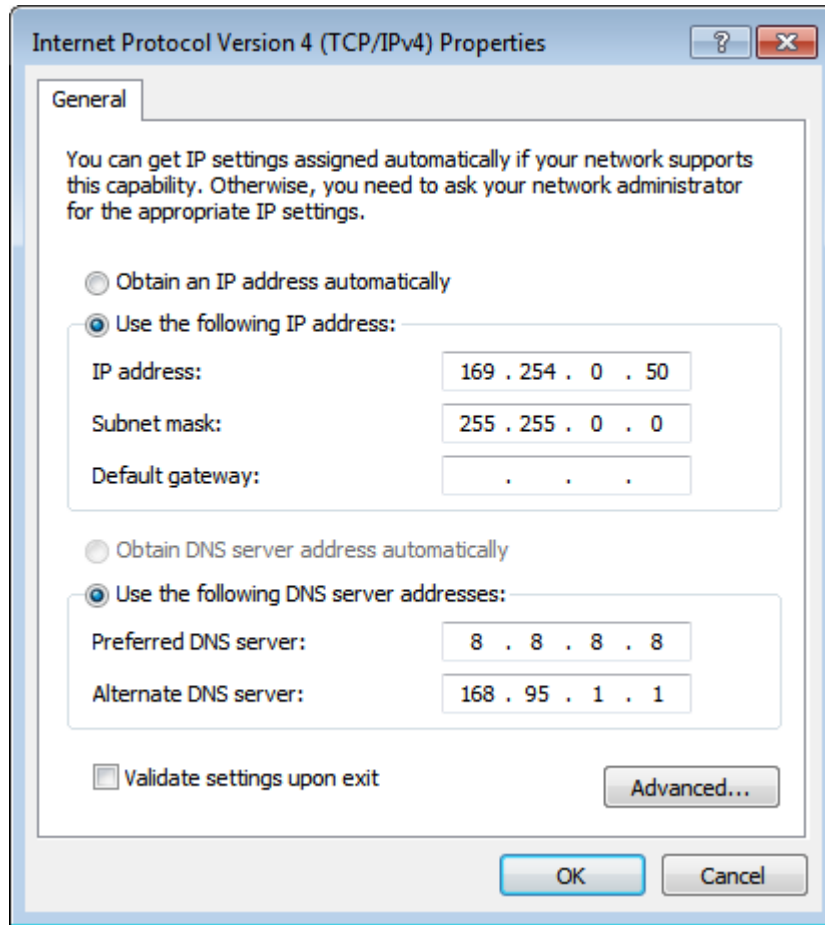 Internet Protocol Version 4 (TCP/IPv4) Properties
General
You can get IP settings assigned automatically if your network supports
this capability. Otherwise, you need to ask your network administrator
for the appropriate IP settings.
Obtain an IP address automatically
Use the following IP address:
IP address: 169 . 254 . 0 . 50
Subnet mask: 255 . 255 . 0 . 0
Default gateway: . . .
Obtain DNS server address automatically
Use the following DNS server addresses:
Preferred DNS server: 8 . 8 . 8 . 8
Alternate DNS server: 168 . 95 . 1 . 1
Validate settings upon exit
Advanced...
OK Cancel